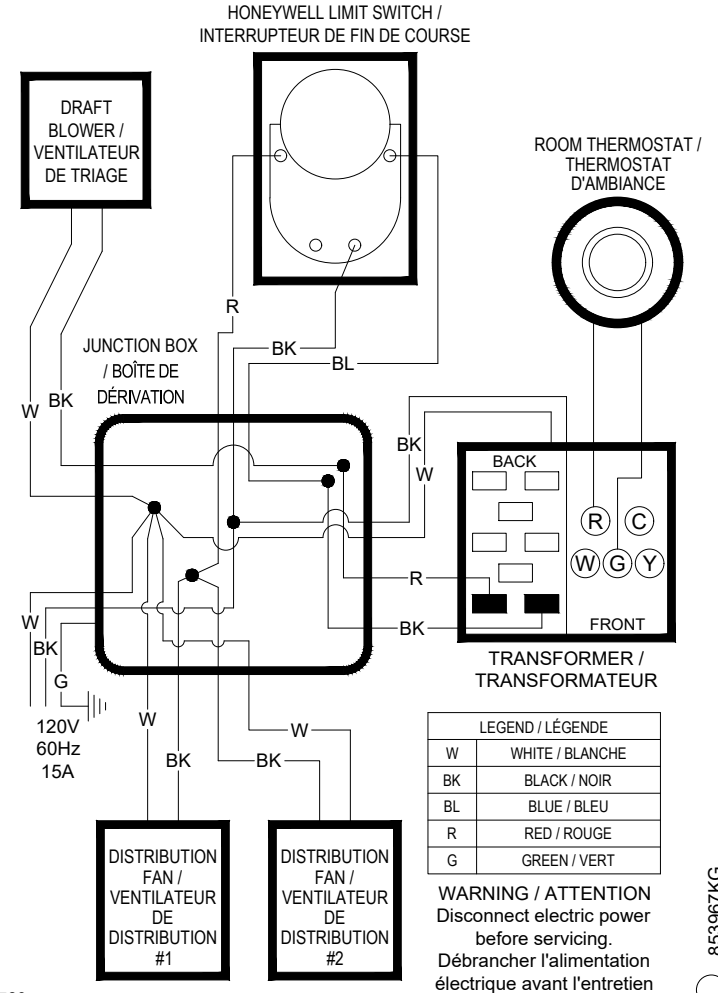 HONEYWELL LIMIT SWITCH /
INTERRUPTEUR DE FIN DE COURSE
DRAFT
BLOWER /
VENTILATEUR
DE TRIAGE
ROOM THERMOSTAT /
THERMOSTAT
D'AMBIANCE
R
BK
BL
JUNCTION BOX
/ BOÎTE DE
DÉRIVATION
W
BK
BK
W
BACK
R
C
W
G
Y
FRONT
R
BK
TRANSFORMER /
TRANSFORMATEUR
W
BK
G
120V
60Hz
15A
W
BK
BK
W
DISTRIBUTION
FAN /
VENTILATEUR
DE
DISTRIBUTION
#1
DISTRIBUTION
FAN /
VENTILATEUR
DE
DISTRIBUTION
#2
LEGEND / LÉGENDE
W WHITE / BLANCHE
BK BLACK / NOIR
BL BLUE / BLEU
R RED / ROUGE
G GREEN / VERT
WARNING / ATTENTION
Disconnect electric power
before servicing.
Débrancher l'alimentation
électrique avant l'entretien
853967KG